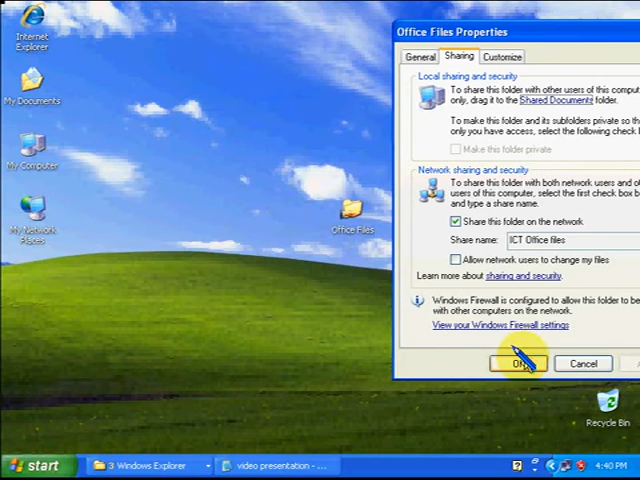 Internet
Explorer
My Documents
My Computer
My Network
Places
Office Files
Office Files Properties
General
Sharing
Customize
Local sharing and security
To share this folder with other users of this comput
only, drag it to the Shared Documents folder.
To make this folder and its subfolders private so th
only you have access, select the following check
Make this folder private
Network sharing and security
To share this folder with both network users and o
users of this computer, select the first check box
and type a share name.
Share this folder on the network
Share name:
ICT Office files
Allow network users to change my files
Learn more about sharing and security.
Windows Firewall is configured to allow this folder to be
with other computers on the network.
View your Windows Firewall settings
OK
Cancel
Recycle Bin
start
3 Windows Explorer
video presentation - ...
4:40 PM